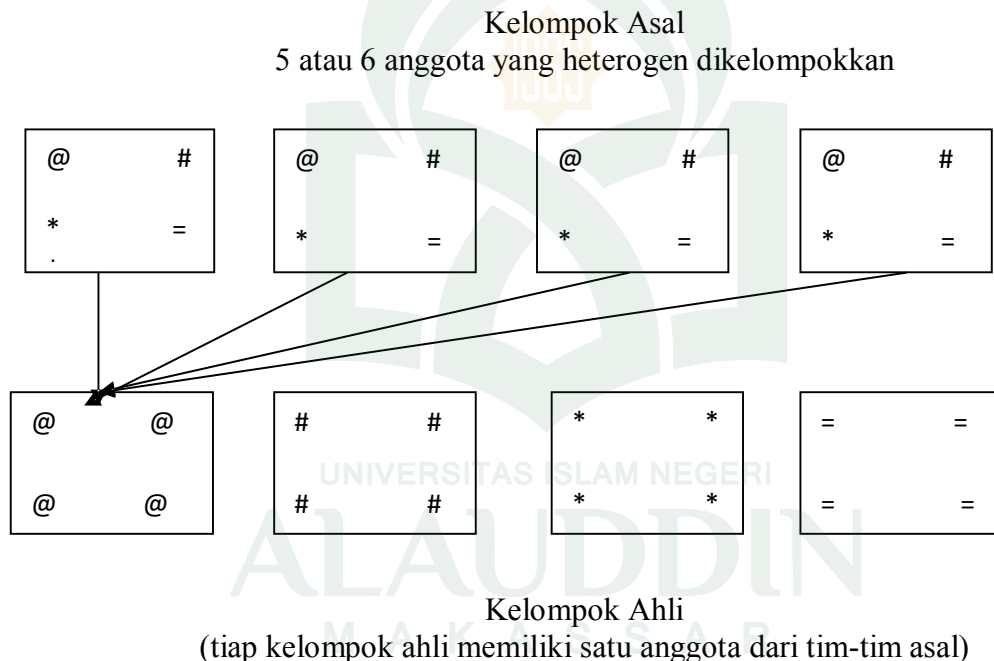 Kelompok Asal
5 atau 6 anggota yang heterogen dikelompokkan
1965
@ # @ # @ # @ #
* = * = * = * =
.
@ @ # # * * = =
UNIVERSITAS ISLAM NEGERI
@ @ # # * * = =
ALAUDDIN
Kelompok Ahli
M A K A S S A R
(tiap kelompok ahli memiliki satu anggota dari tim-tim asal)